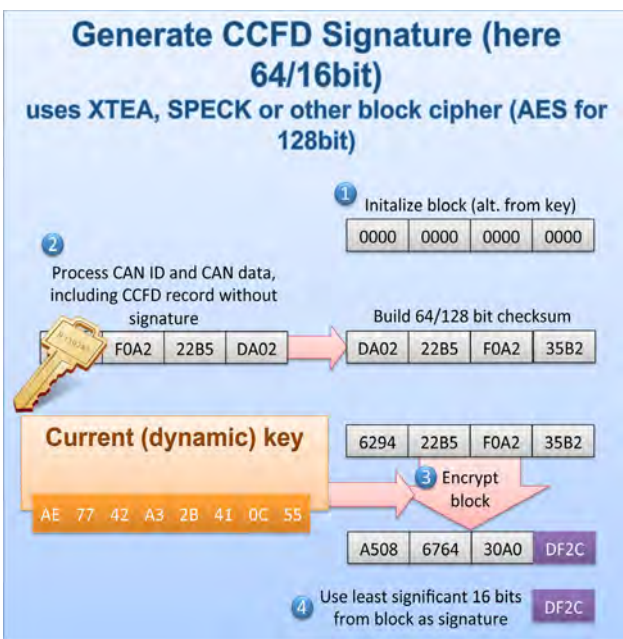 Generate CCFD Signature (here
64/16bit)
uses XTEA, SPECK or other block cipher (AES for
128bit)
1 Initalize block (alt. from key)
0000 0000 0000 0000
2
Process CAN ID and CAN data,
including CCFD record without
signature
F0A2 22B5 DA02
Build 64/128 bit checksum
DA02 22B5 F0A2 35B2
Current (dynamic) key
AE 77 42 A3 2B 41 0C 55
6294 22B5 F0A2 35B2
3 Encrypt
block
A508 6764 30A0 DF2C
4 Use least significant 16 bits
from block as signature
DF2C